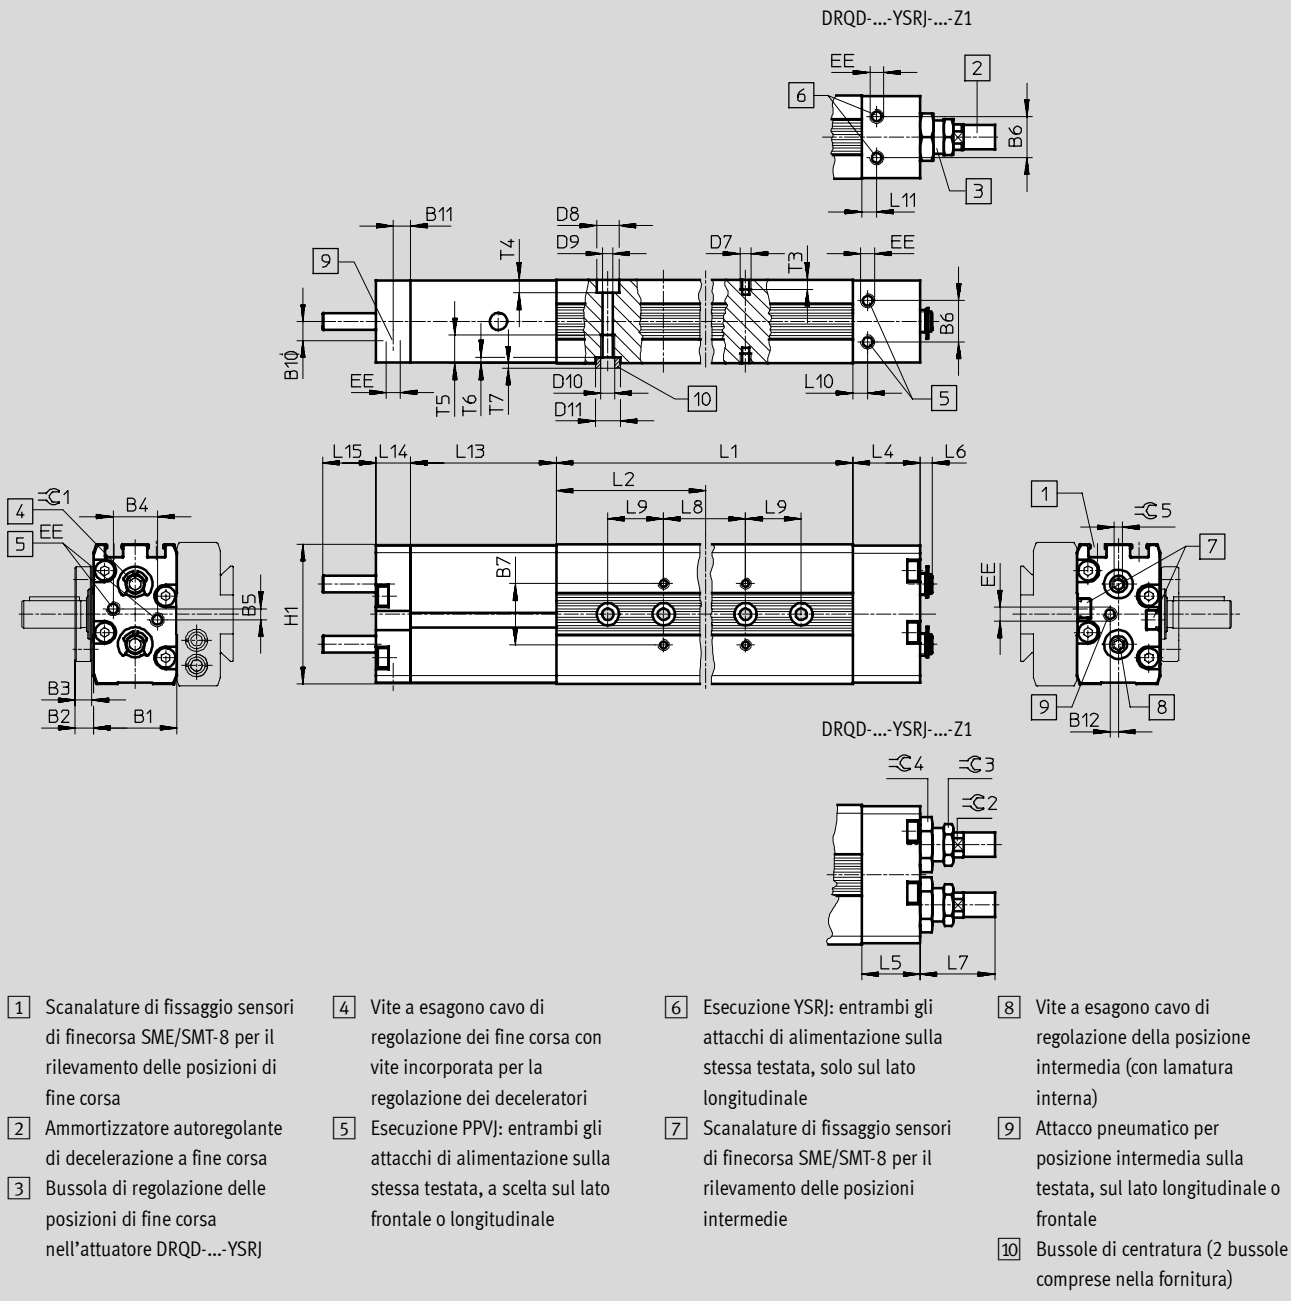 DRQD-...-YSRJ-...-Z1
EE
2
6
B6
3
L11
B11
D8
D9
T4
D7
T3
EE
9
B10
B6
EE
T5
T6
T7
D10
D11
10
L10
5
L15
L14
L13
L1
L4
L6
L2
L9
L8
L9
4
1
B4
EE
5
B5
H1
B7
B3
B2
B1
1
5
7
EE
9
8
B12
DRQD-...-YSRJ-...-Z1
4
3
2
L5
L7
1 Scanalature di fissaggio sensori
di finecorsa SME/SMT-8 per il
rilevamento delle posizioni di
fine corsa
2 Ammortizzatore autoregolante
di decelerazione a fine corsa
3 Bussola di regolazione delle
posizioni di fine corsa
nell'attuatore DRQD-...-YSRJ
4 Vite a esagono cavo di
regolazione dei fine corsa con
vite incorporata per la
regolazione dei deceleratori
5 Esecuzione PPVJ: entrambi gli
attacchi di alimentazione sulla
stessa testata, a scelta sul lato
frontale o longitudinale
6 Esecuzione YSRJ: entrambi gli
attacchi di alimentazione sulla
stessa testata, solo sul lato
longitudinale
7 Scanalature di fissaggio sensori
di finecorsa SME/SMT-8 per il
rilevamento delle posizioni
intermedie
8 Vite a esagono cavo di
regolazione della posizione
intermedia (con lamatura
interna)
9 Attacco pneumatico per
posizione intermedia sulla
testata, sul lato longitudinale o
frontale
10 Bussole di centratura (2 bussole
comprese nella fornitura)